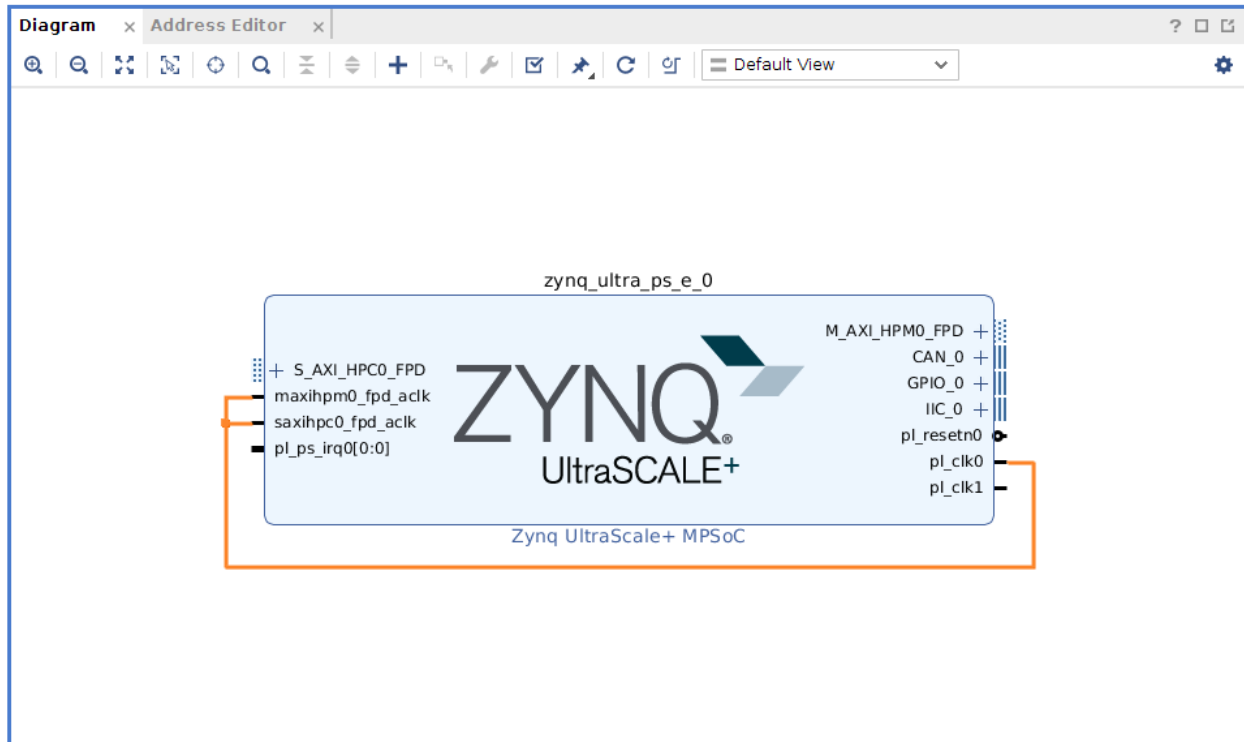 Diagram × Address Editor ×
Default View
zynq_ultra_ps_e_0
S_AXI_HPC0_FPD
maxihpm0_fpd_aclk
saxihpc0_fpd_aclk
pl_ps_irq0[0:0]
ZYNQ®
UltraSCALE+
M_AXI_HPM0_FPD
CAN_0
GPIO_0
IIC_0
pl_resetn0
pl_clk0
pl_clk1
Zynq UltraScale+ MPSoC